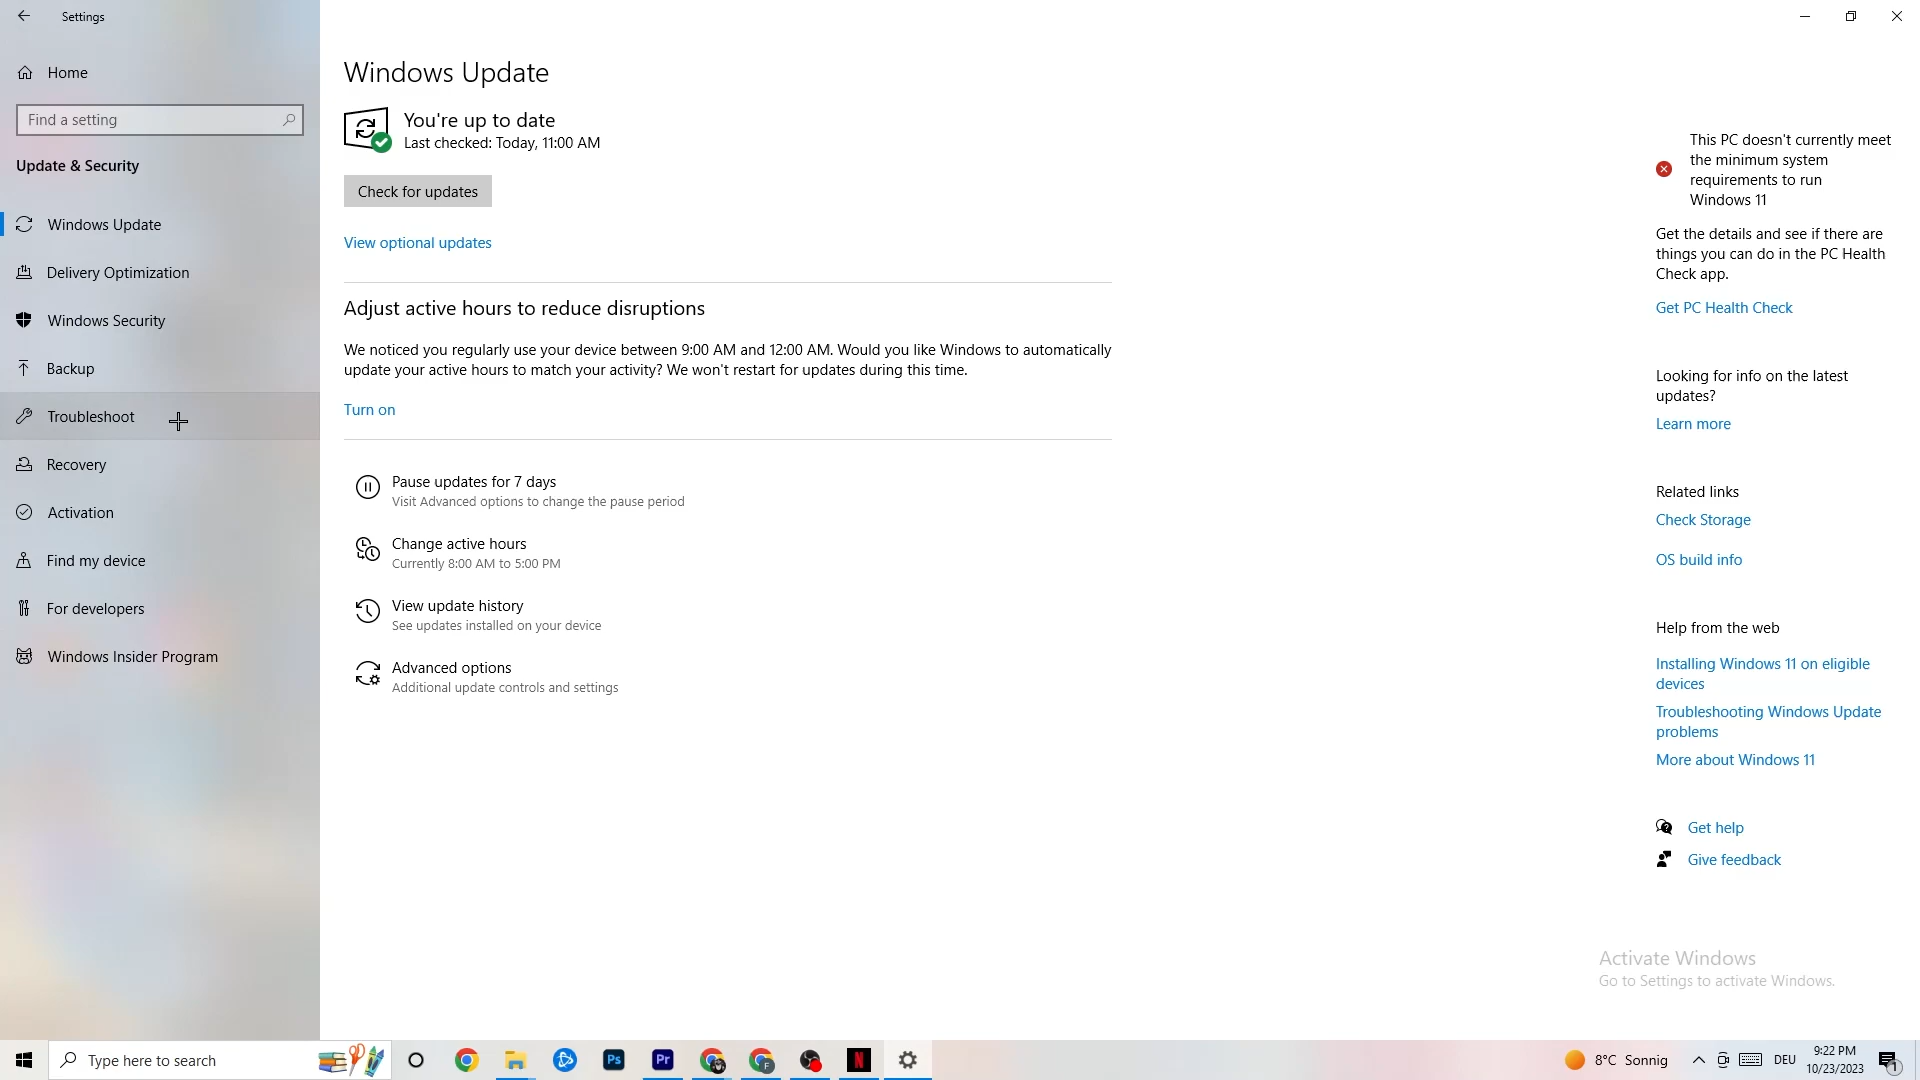 Settings
Home
Find a setting
Update & Security
Windows Update
Delivery Optimization
Windows Security
Backup
Troubleshoot
Recovery
Activation
Find my device
For developers
Windows Insider Program
Windows Update
You're up to date
Last checked: Today, 11:00 AM
Check for updates
View optional updates
Adjust active hours to reduce disruptions
We noticed you regularly use your device between 9:00 AM and 12:00 AM. Would you like Windows to automatically
update your active hours to match your activity? We won't restart for updates during this time.
Turn on
Pause updates for 7 days
Visit Advanced options to change the pause period
Change active hours
Currently 8:00 AM to 5:00 PM
View update history
See updates installed on your device
Advanced options
Additional update controls and settings
This PC doesn't currently meet
the minimum system
requirements to run
Windows 11
Get the details and see if there are
things you can do in the PC Health
Check app.
Get PC Health Check
Looking for info on the latest
updates?
Learn more
Related links
Check Storage
OS build info
Help from the web
Installing Windows 11 on eligible
devices
Troubleshooting Windows Update
problems
More about Windows 11
Get help
Give feedback
Activate Windows
Go to Settings to activate Windows.
Type here to search
Ps
Pr
F
N
8°C Sonnig
DEU
9:22 PM
10/23/2023
1